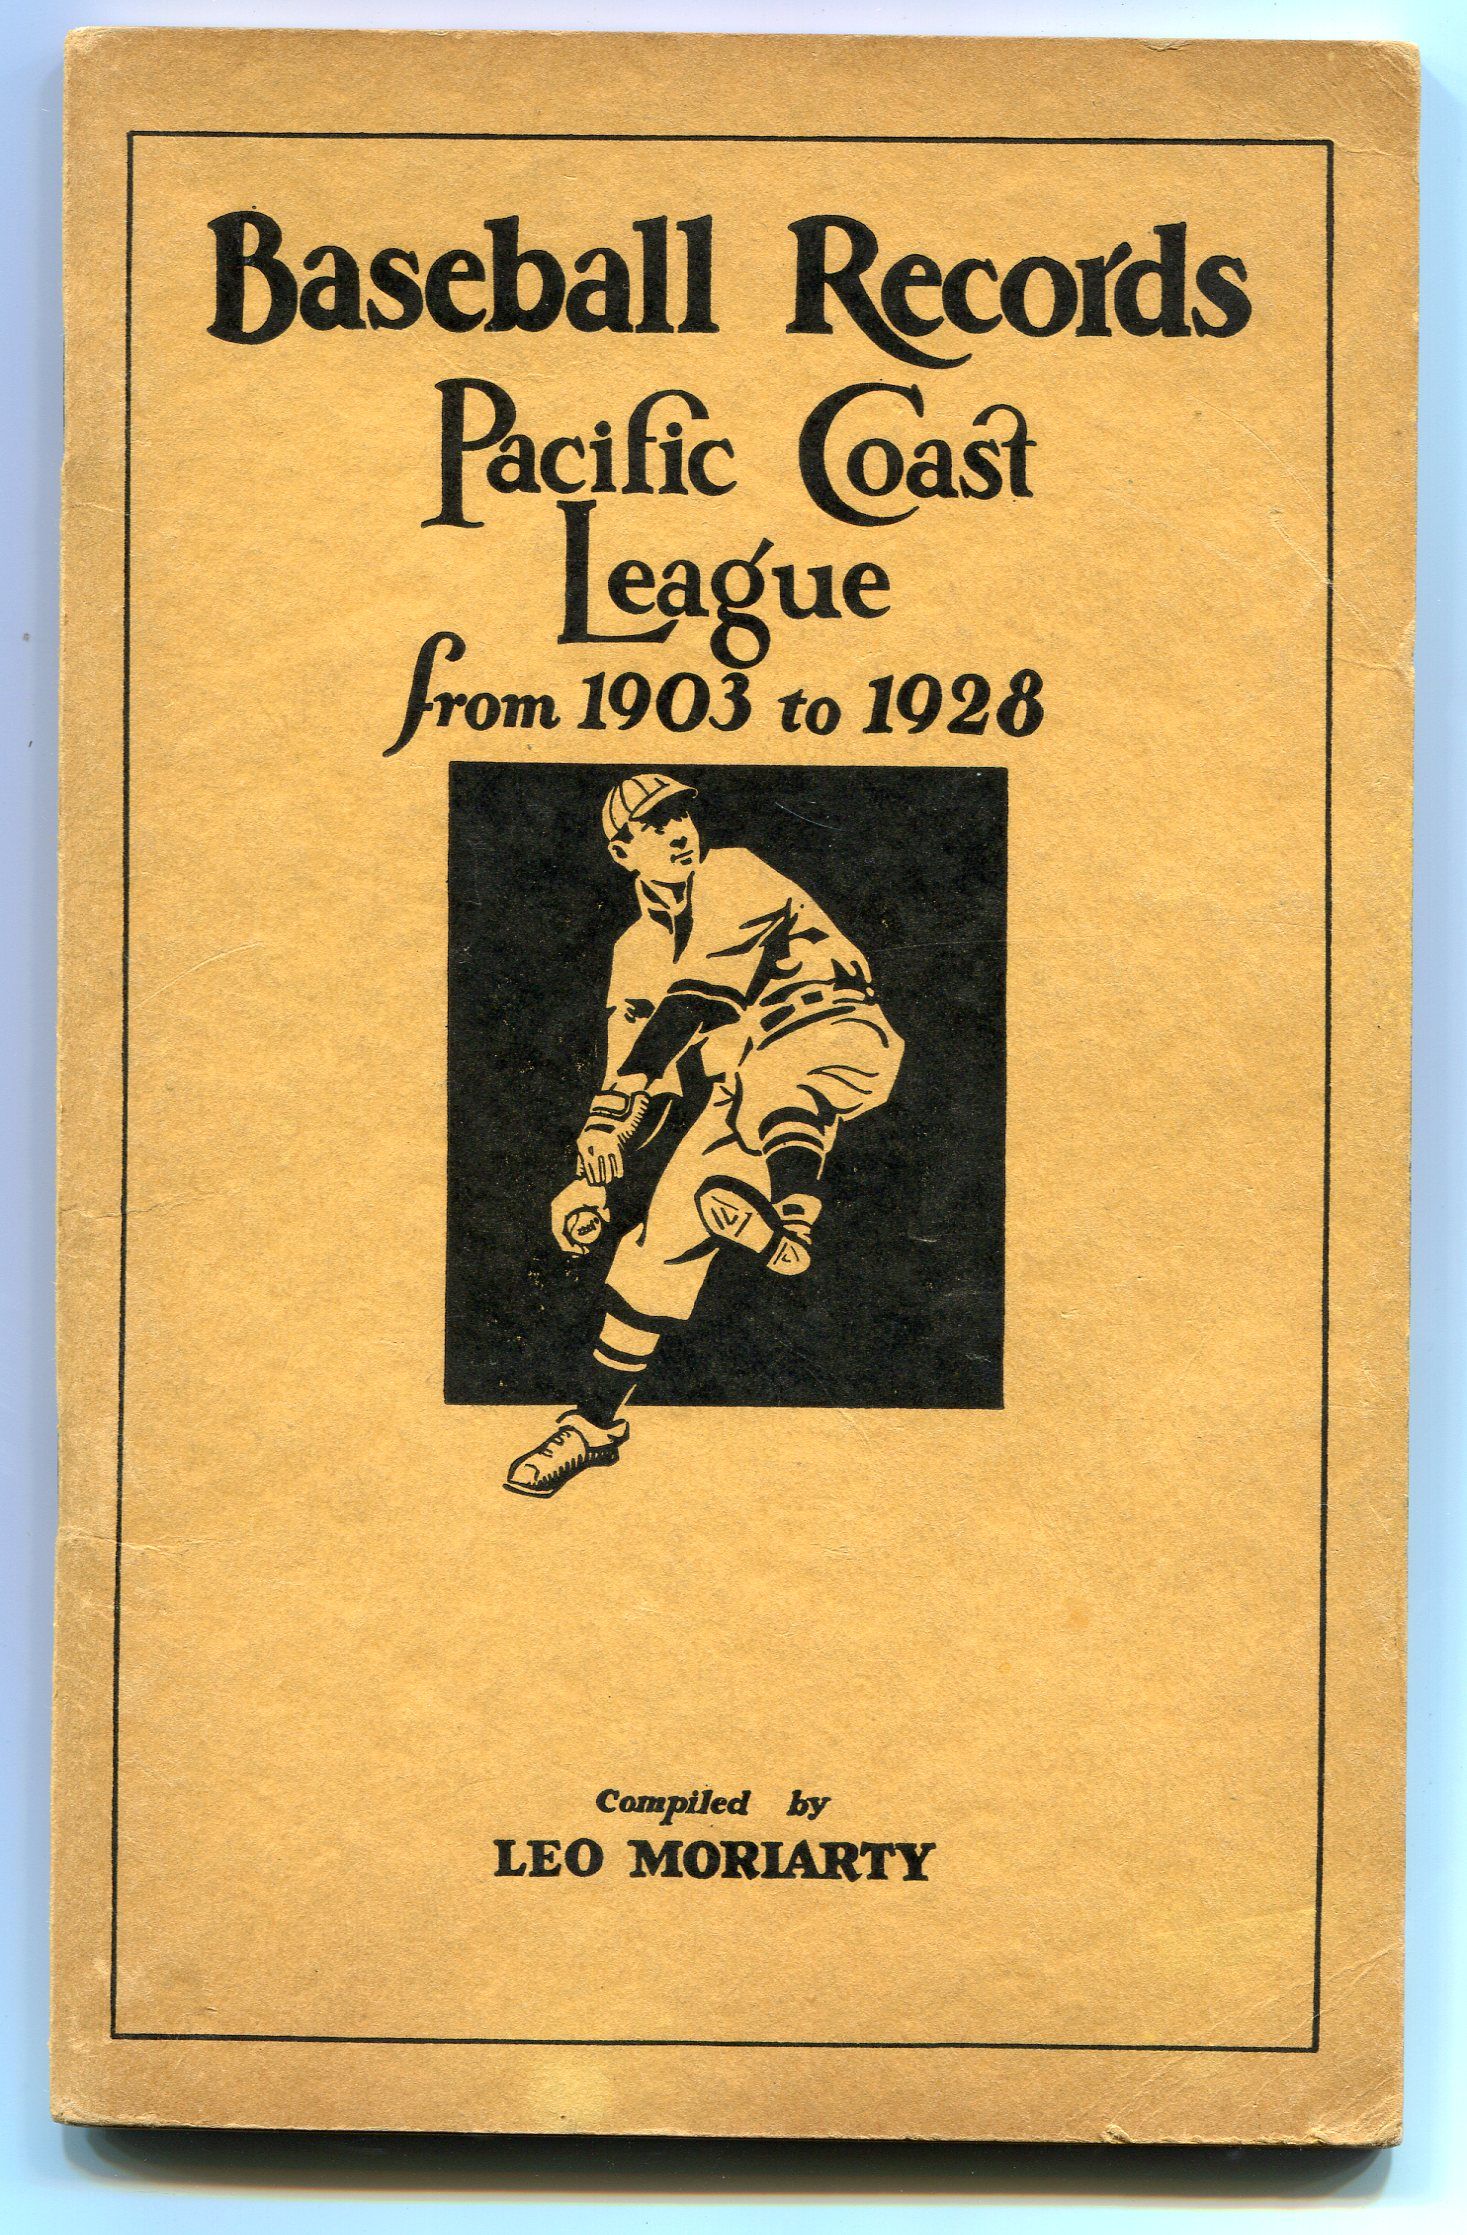 Baseball Records
Pacific Coast
League
from 1903 to 1928
Compiled by
LEO MORIARTY